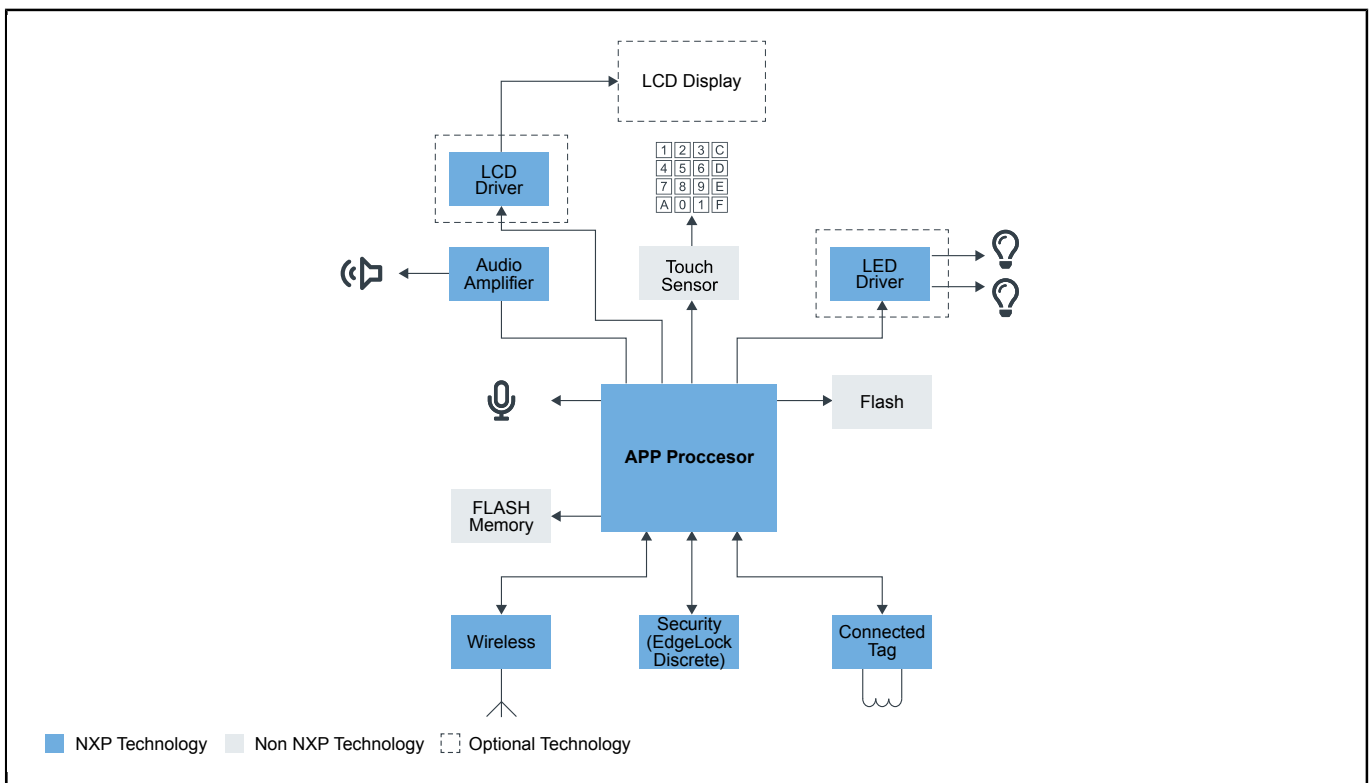 LCD Display
1 2 3 C
4 5 6 D
7 8 9 E
A 0 1 F
LCD
Driver
Audio
Amplifier
Touch
Sensor
LED
Driver
Flash
APP Proccesor
FLASH
Memory
Wireless
Security
(EdgeLock
Discrete)
Connected
Tag
NXP Technology
Non NXP Technology
Optional Technology